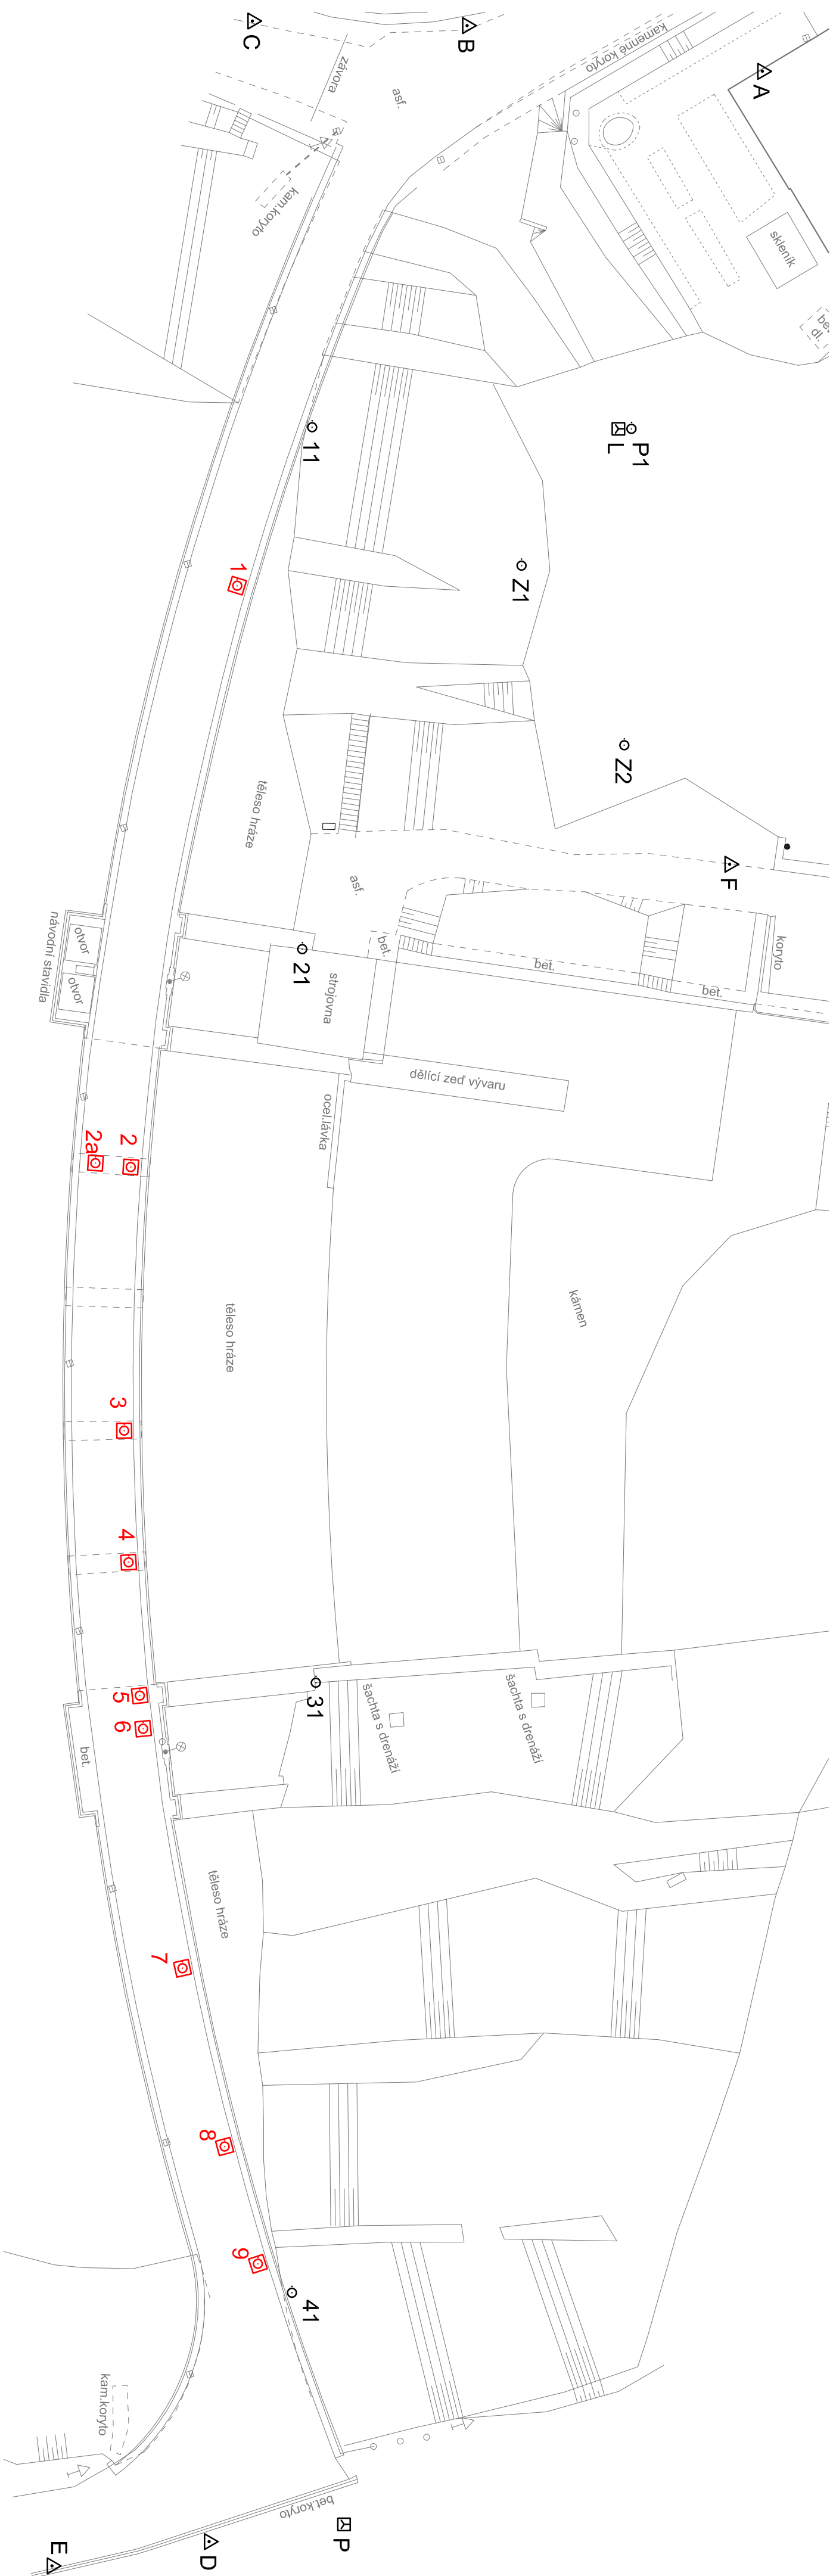 C
B
A
kamenné koryto
závora
asf.
kam.koryto
skleník
dl.
11
L
P1
1
Z1
Z2
těleso hráze
F
asf.
návodní stavidla
otvor
otvor
21
strojovna
bet.
bet.
bet.
koryto
dělící zeď vývaru
ocel.lávka
2a
2
těleso hráze
kámen
3
4
5
6
31
šachta s drenáží
šachta s drenáží
bet.
těleso hráze
7
8
9
41
kam.koryto
bet.koryto
P
D
E